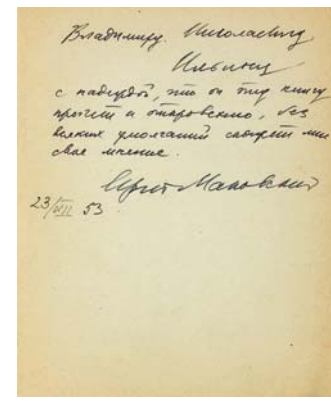 Владимиру Николаевичу
Ильину
с надеждой, что он эту книгу
прочтет и откровенно, без
всяких умолчаний сообщит мне
свое мнение.
Сергей Маковский
23/VII 53